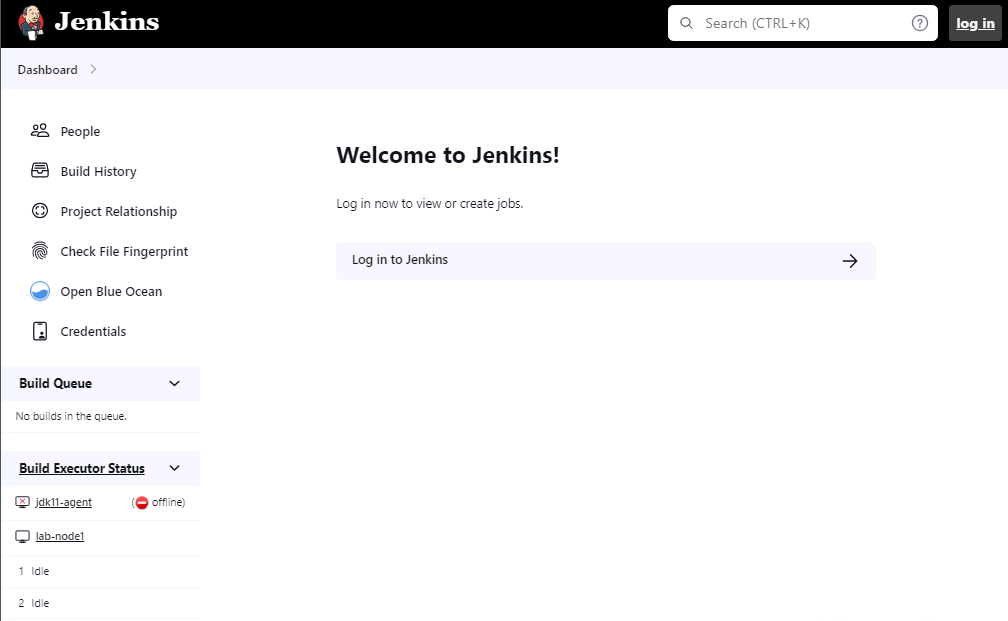 Jenkins
Search (CTRL+K)
?
log in
Dashboard
People
Build History
Project Relationship
Check File Fingerprint
Open Blue Ocean
Credentials
Welcome to Jenkins!
Log in now to view or create jobs.
Log in to Jenkins
Build Queue
No builds in the queue.
Build Executor Status
jdk11-agent (offline)
lab-node1
1 Idle
2 Idle